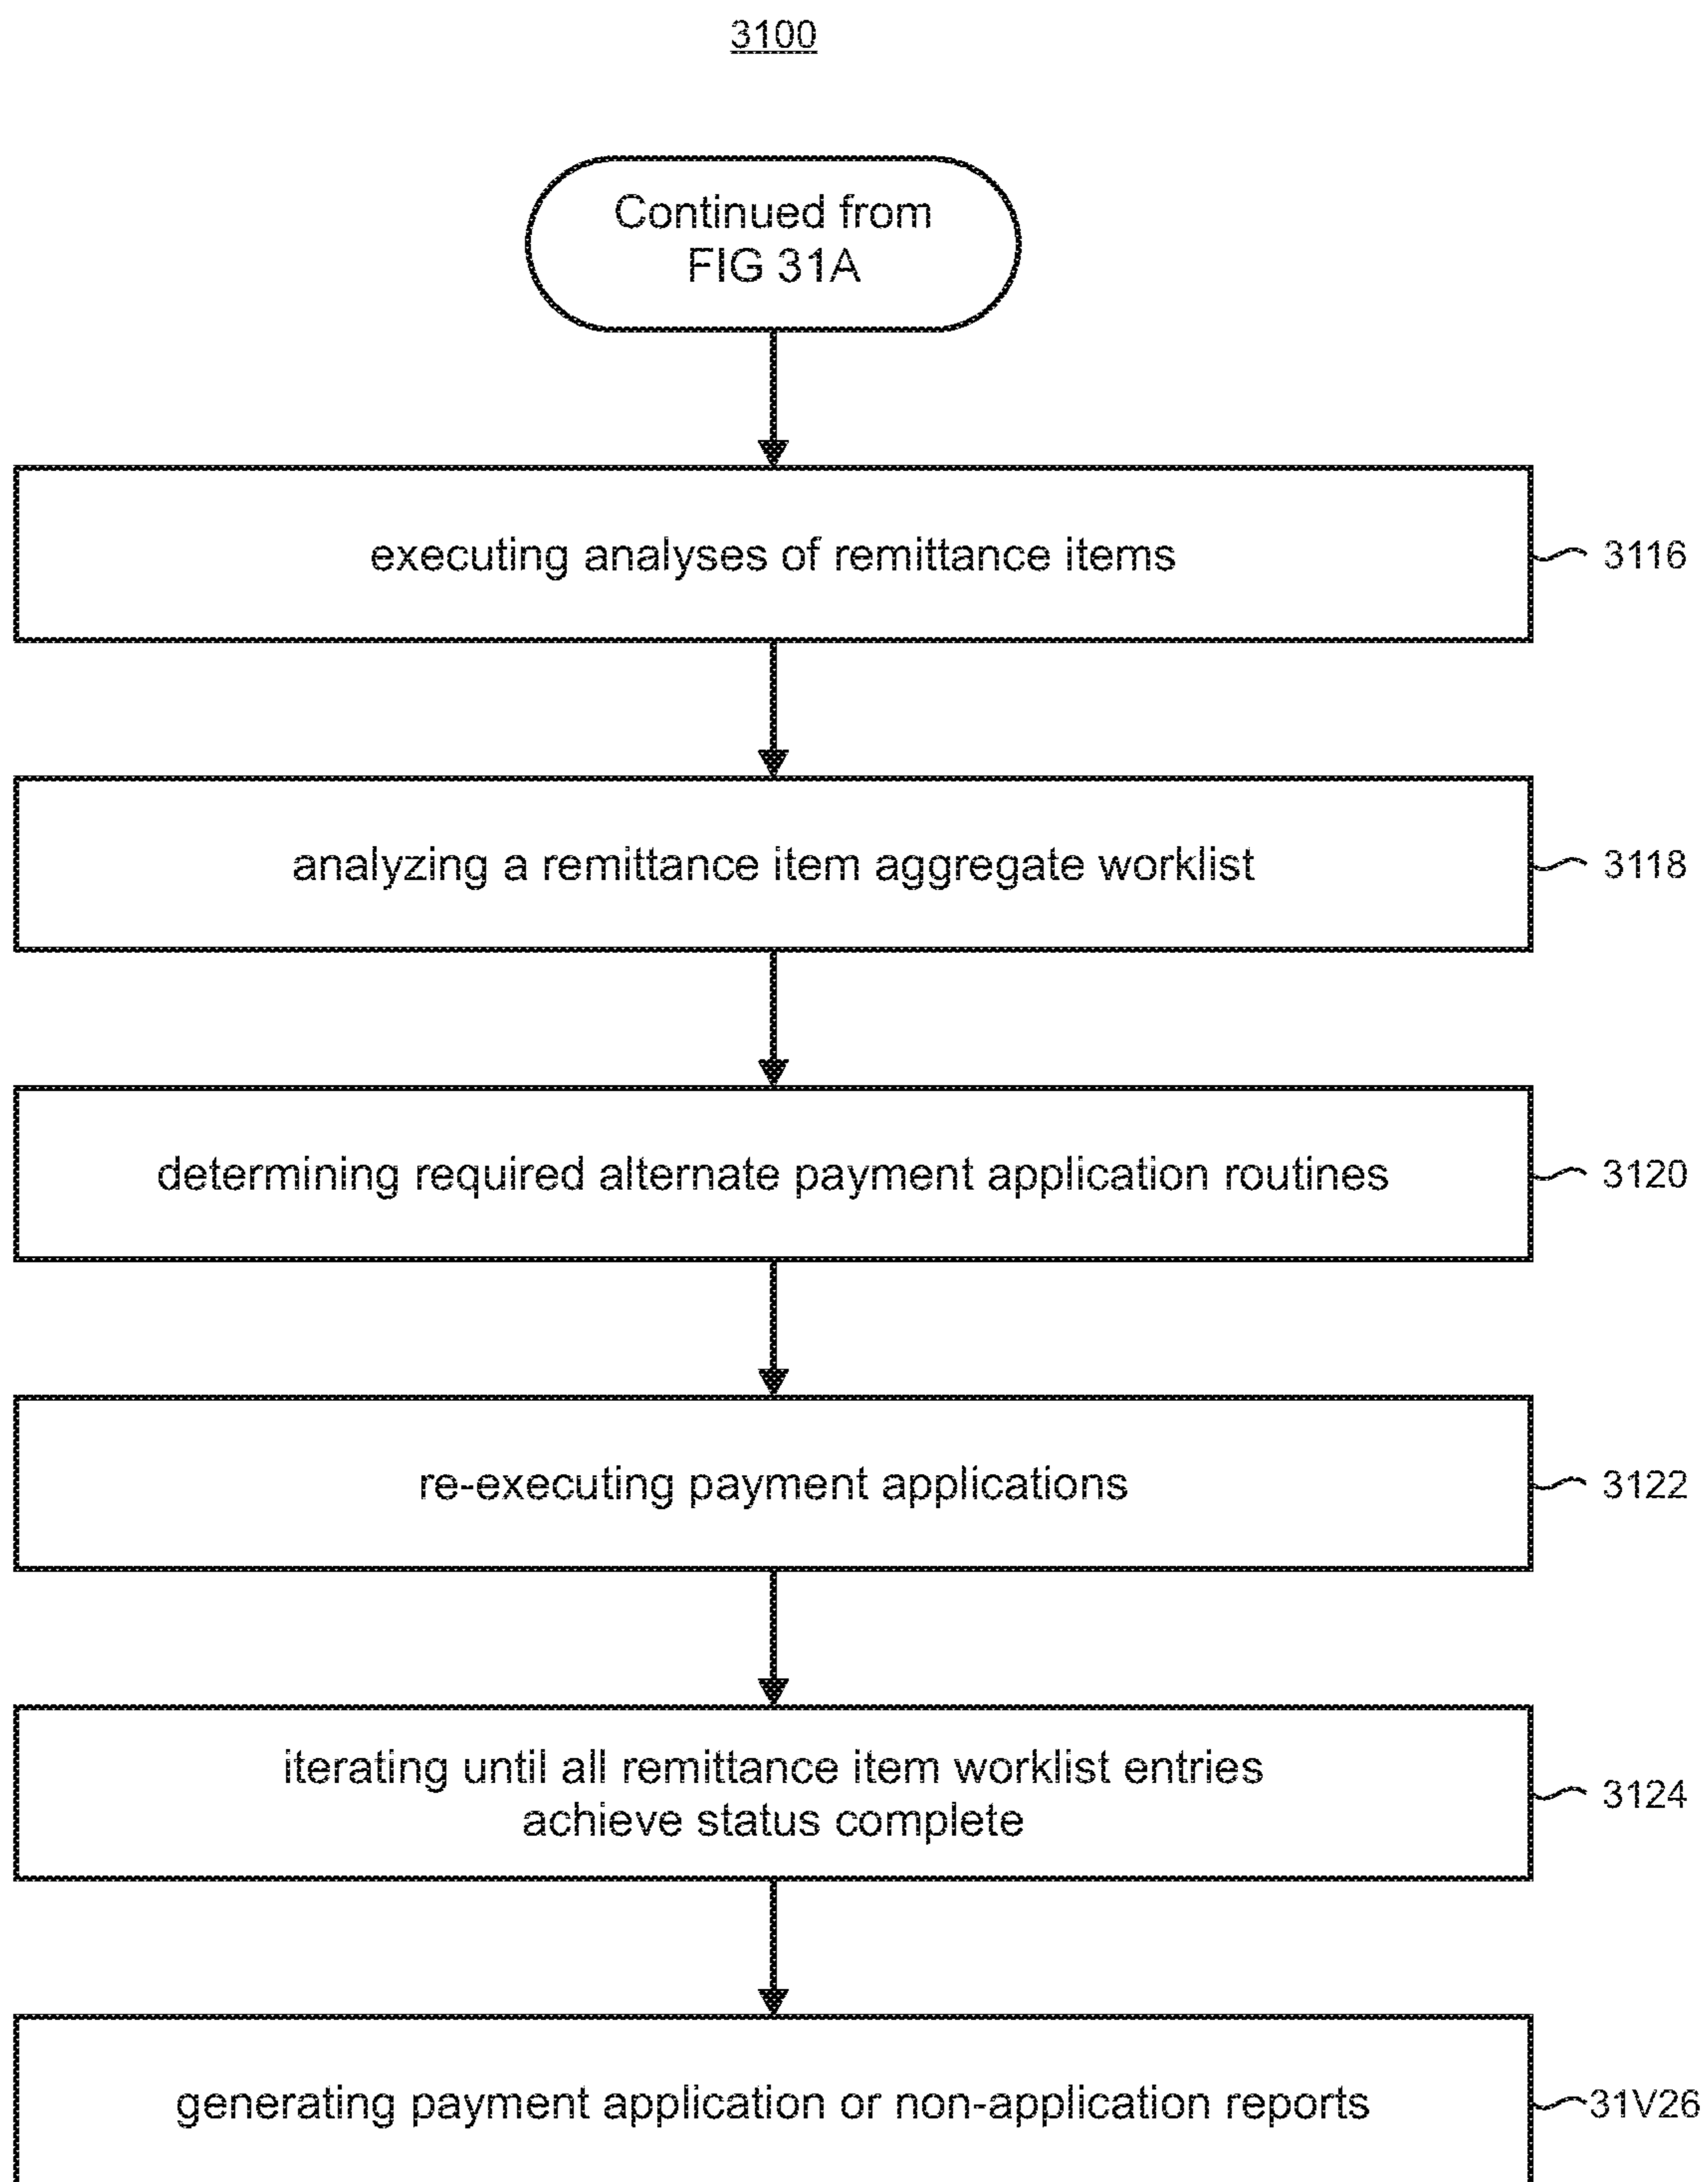 3100
Continued from
FIG 31A
executing analyses of remittance items
3116
analyzing a remittance item aggregate worklist
3118
determining required alternate payment application routines
3120
re-executing payment applications
3122
iterating until all remittance item worklist entries
achieve status complete
3124
generating payment application or non-application reports
31V26